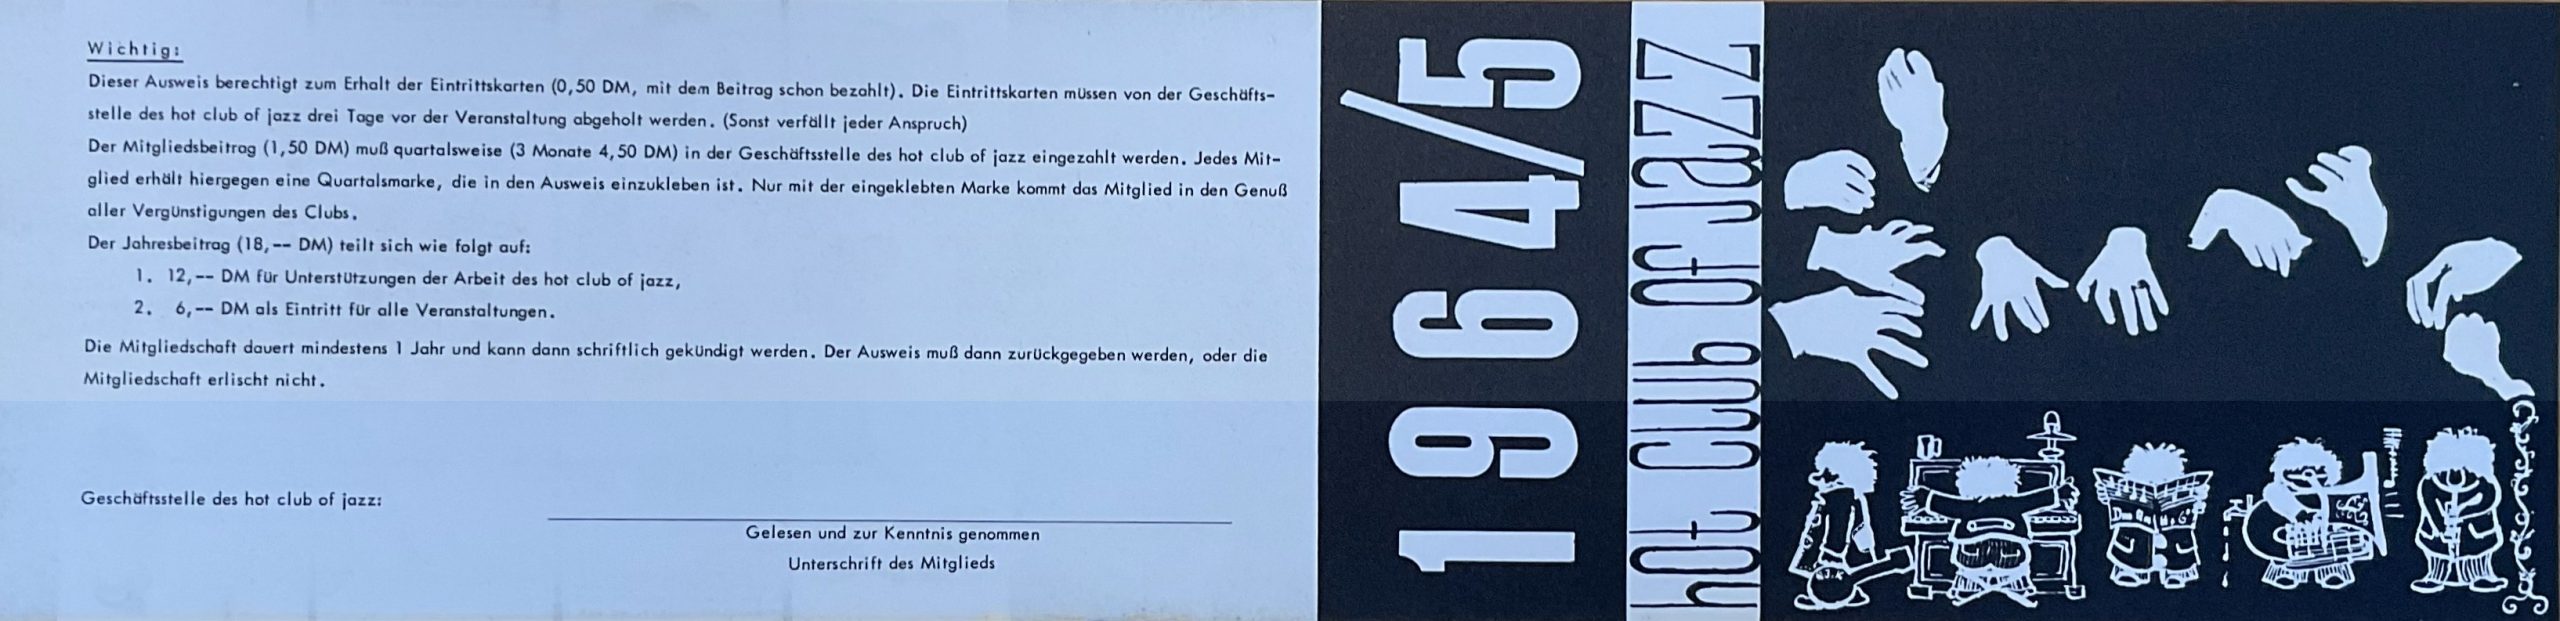 Wichtig:
Dieser Ausweis berechtigt zum Erhalt der Eintrittskarten (0,50 DM, mit dem Beitrag schon bezahlt). Die Eintrittskarten müssen von der Geschäfts-
stelle des hot club of jazz drei Tage vor der Veranstaltung abgeholt werden. (Sonst verfällt jeder Anspruch)
Der Mitgliedsbeitrag (1,50 DM) muß quartalsweise (3 Monate 4,50 DM) in der Geschäftsstelle des hot club of jazz eingezahlt werden. Jedes Mit-
glied erhält hiergegen eine Quartalsmarke, die in den Ausweis einzukleben ist. Nur mit der eingeklebten Marke kommt das Mitglied in den Genuß
aller Vergünstigungen des Clubs.
Der Jahresbeitrag (18,-- DM) teilt sich wie folgt auf:
1. 12,-- DM für Unterstützungen der Arbeit des hot club of jazz,
2. 6,-- DM als Eintritt für alle Veranstaltungen.
Die Mitgliedschaft dauert mindestens 1 Jahr und kann dann schriftlich gekündigt werden. Der Ausweis muß dann zurückgegeben werden, oder die
Mitgliedschaft erlischt nicht.
Geschäftsstelle des hot club of jazz:
Gelesen und zur Kenntnis genommen
Unterschrift des Mitglieds
1964/5
hot club of jazz